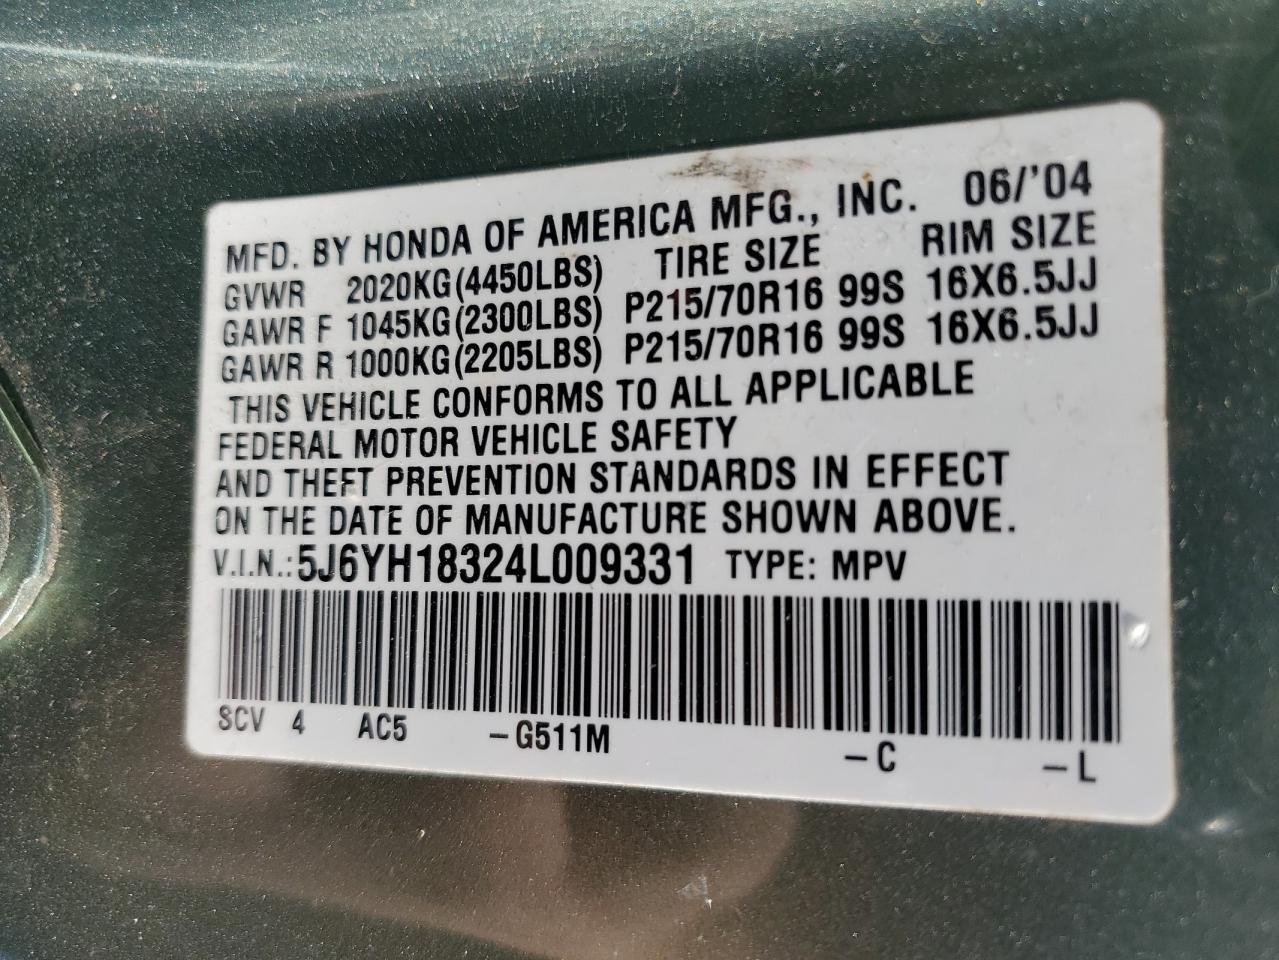 MFD. BY HONDA OF AMERICA MFG., INC. 06/'04
GVWR 2020KG(4450LBS) TIRE SIZE RIM SIZE
GAWR F 1045KG(2300LBS) P215/70R16 99S 16X6.5JJ
GAWR R 1000KG(2205LBS) P215/70R16 99S 16X6.5JJ
THIS VEHICLE CONFORMS TO ALL APPLICABLE
FEDERAL MOTOR VEHICLE SAFETY
AND THEFT PREVENTION STANDARDS IN EFFECT
ON THE DATE OF MANUFACTURE SHOWN ABOVE.
V.I.N.:5J6YH18324L009331 TYPE: MPV
SCV 4 AC5 -G511M -C -L